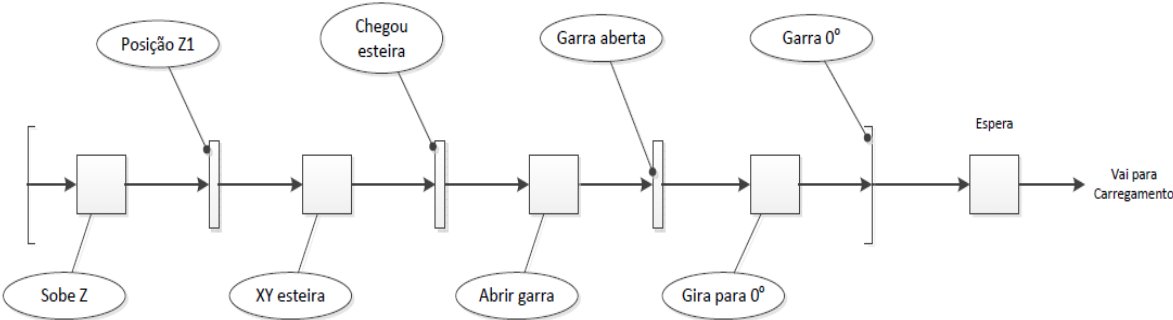 Posição Z1
Chegou
esteira
Garra aberta
Garra 0º
Espera
Vai para
Carregamento
Sobe Z
XY esteira
Abrir garra
Gira para 0º